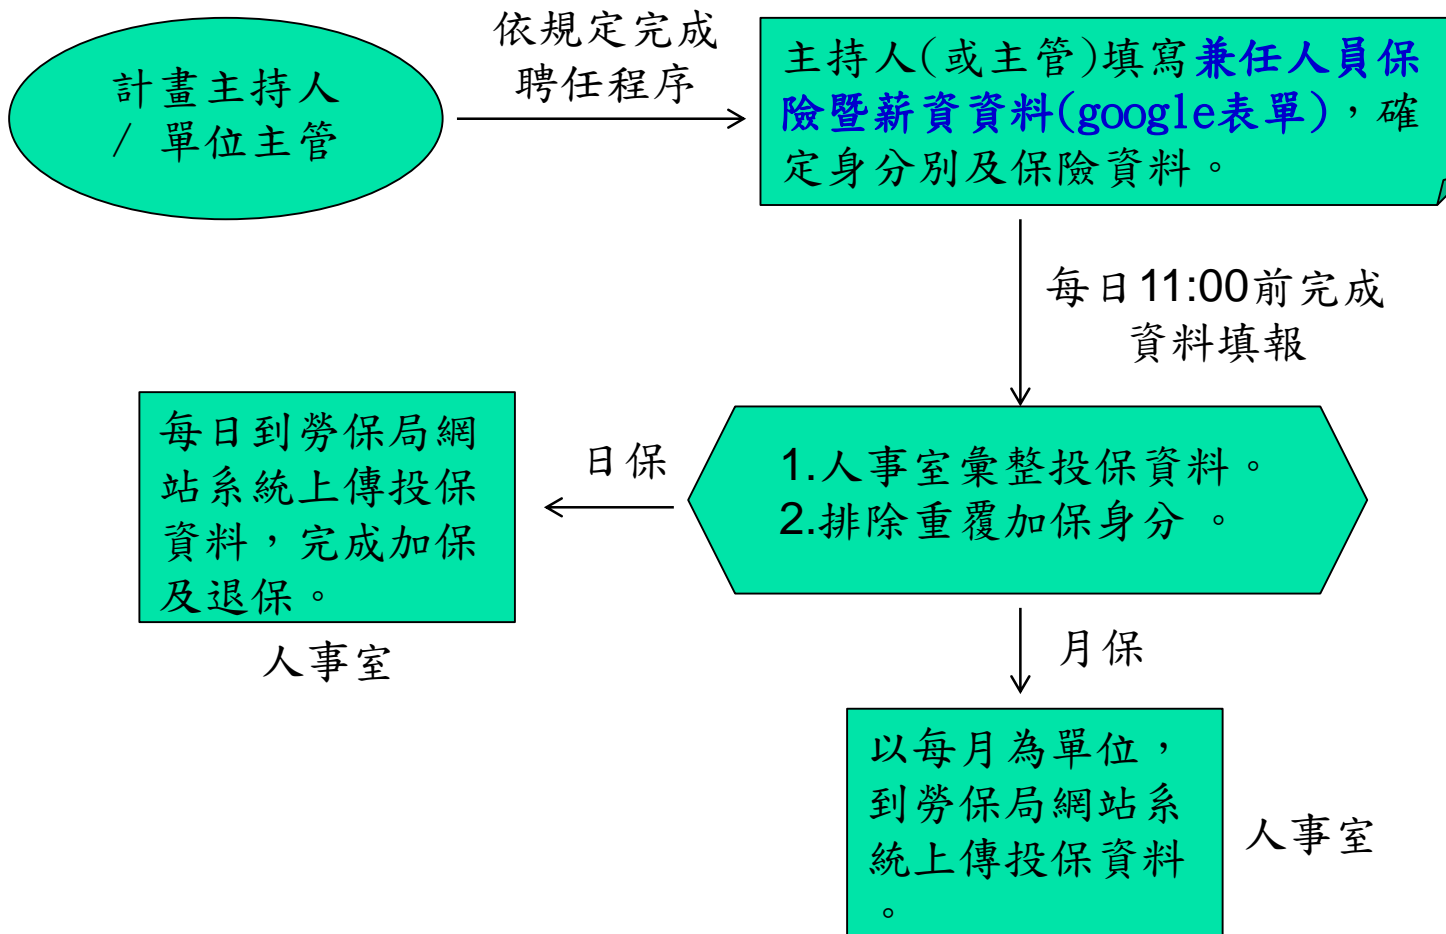 計畫主持人
/ 單位主管
依規定完成
聘任程序
主持人(或主管)填寫兼任人員保
險暨薪資資料(google表單)，確
定身分別及保險資料。
每日11:00前完成
資料填報
1.人事室彙整投保資料。
2.排除重覆加保身分 。
日保
每日到勞保局網
站系統上傳投保
資料，完成加保
及退保。
人事室
月保
以每月為單位，
到勞保局網站系
統上傳投保資料
。
人事室